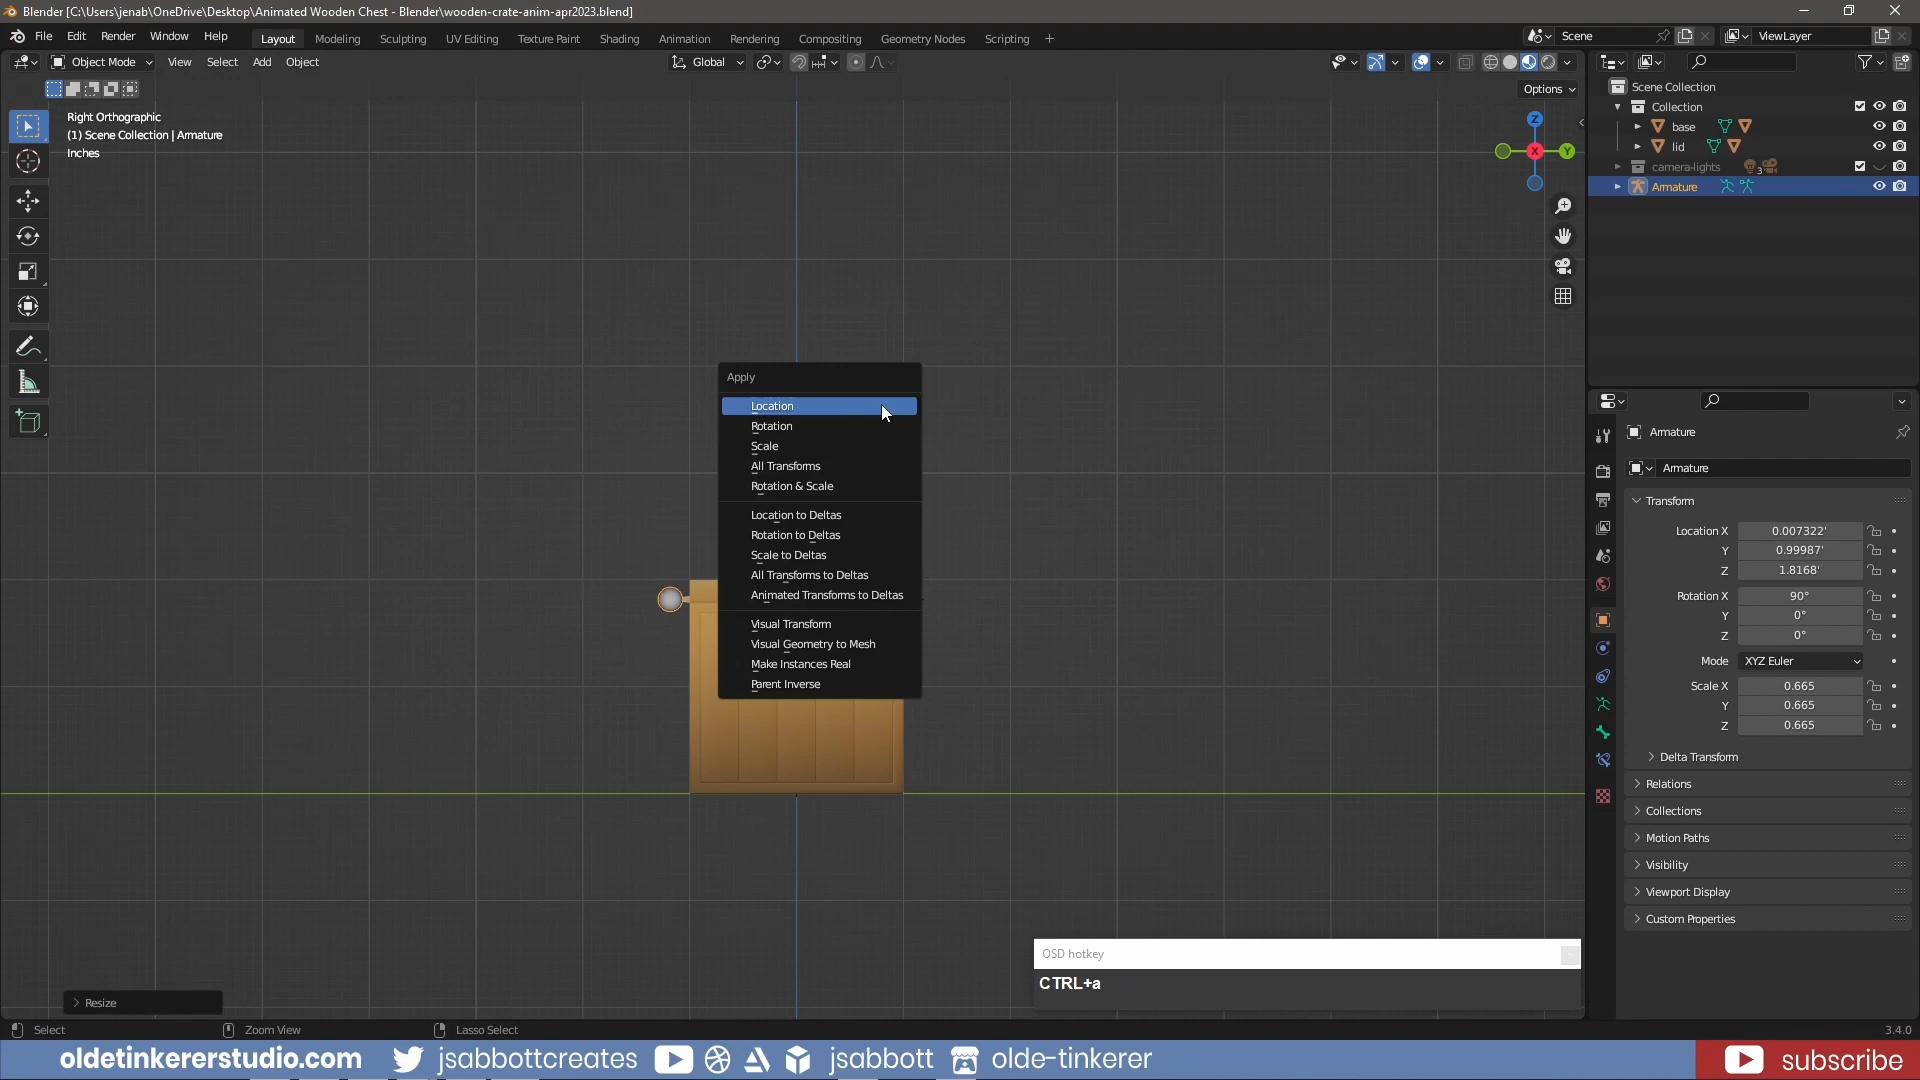 Blender [C:\Users\jenab\OneDrive\Desktop\Animated Wooden Chest - Blender\wooden-crate-anim-apr2023.blend]
File Edit Render Window Help
Layout Modeling Sculpting UV Editing Texture Paint Shading Animation Rendering Compositing Geometry Nodes Scripting +
Scene
ViewLayer
Object Mode View Select Add Object
Global
Options
Right Orthographic
(1) Scene Collection | Armature
Inches
Z
X
Y
Scene Collection
Collection
base
lid
camera-lights 3
Armature
Apply
Location
Rotation
Scale
All Transforms
Rotation & Scale
Location to Deltas
Rotation to Deltas
Scale to Deltas
All Transforms to Deltas
Animated Transforms to Deltas
Visual Transform
Visual Geometry to Mesh
Make Instances Real
Parent Inverse
Armature
Armature
Transform
Location X 0.007322'
Y 0.99987'
Z 1.8168'
Rotation X 90°
Y 0°
Z 0°
Mode XYZ Euler
Scale X 0.665
Y 0.665
Z 0.665
Delta Transform
Relations
Collections
Motion Paths
Visibility
Viewport Display
Custom Properties
OSD hotkey
CTRL+a
Resize
Select Zoom View Lasso Select 3.4.0
oldetinkererstudio.com jsabbottcreates jsabbott olde-tinkerer subscribe